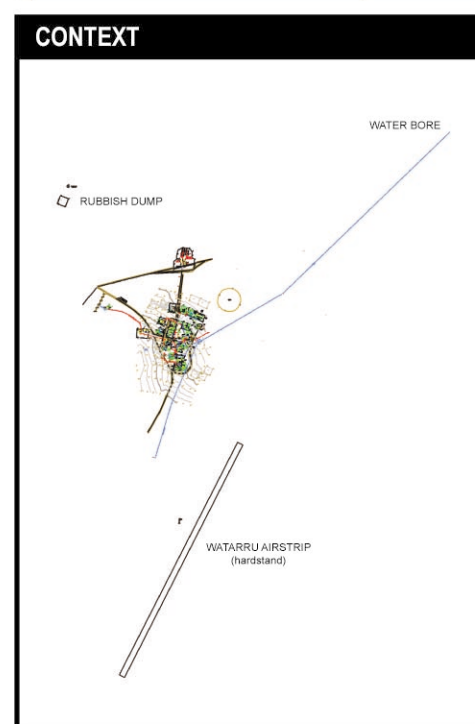 CONTEXT
WATER BORE
RUBBISH DUMP
WATARRU AIRSTRIP
(hardstand)